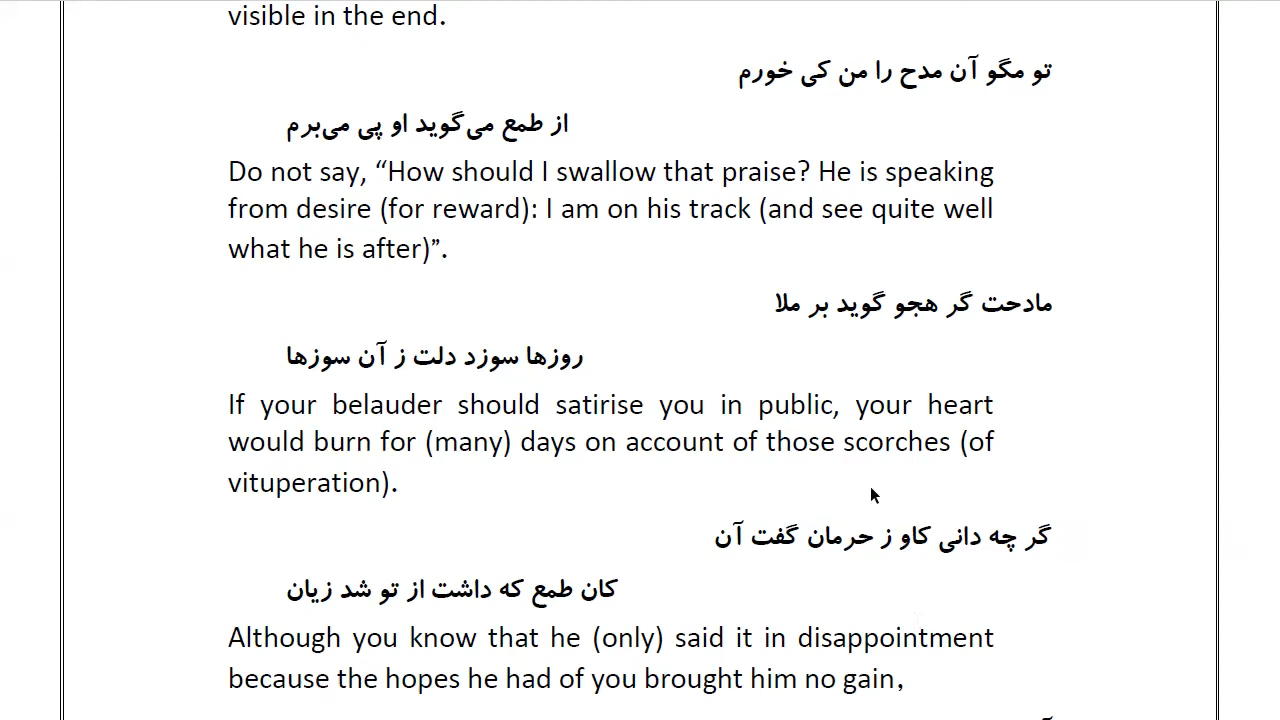 visible in the end.
تو مگو آن مدح را من کی خورم
از طمع می‌گوید او پی می‌برم
Do not say, “How should I swallow that praise? He is speaking
from desire (for reward): I am on his track (and see quite well
what he is after)”.
مادحت گر هجو گوید بر ملا
روزها سوزد دلت ز آن سوزها
If your belauder should satirise you in public, your heart
would burn for (many) days on account of those scorches (of
vituperation).
گر چه دانی کاو ز حرمان گفت آن
کان طمع که داشت از تو شد زیان
Although you know that he (only) said it in disappointment
because the hopes he had of you brought him no gain,